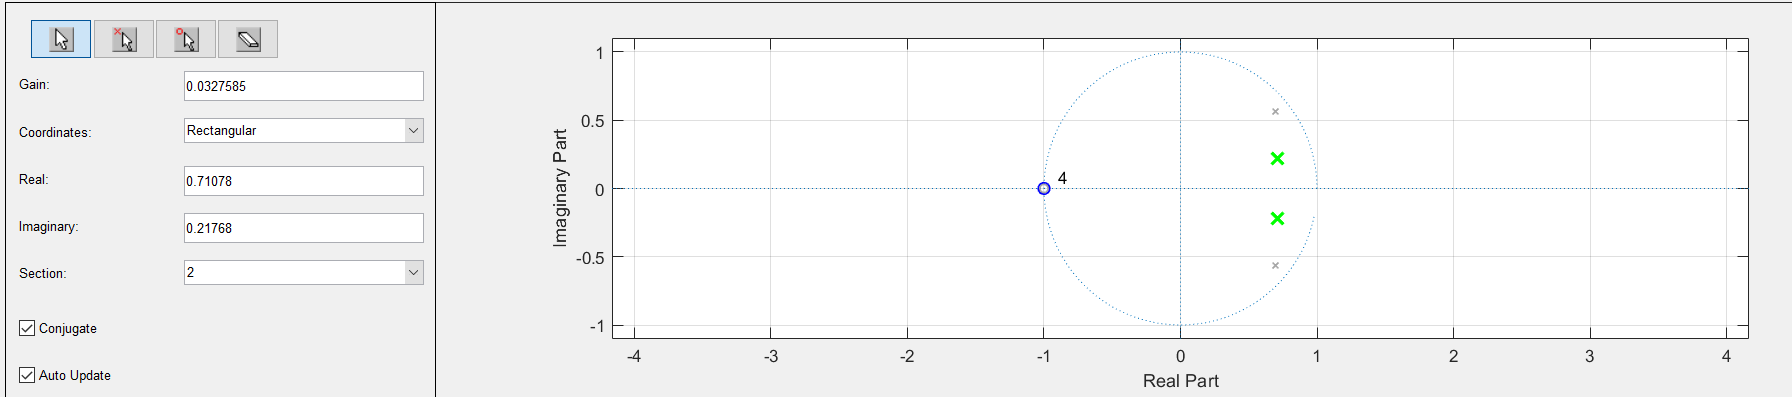 Gain:
0.0327585
Coordinates:
Rectangular
Real:
0.71078
Imaginary:
0.21768
Section:
2
Conjugate
Auto Update
Imaginary Part
1
0.5
0
-0.5
-1
4
-4
-3
-2
-1
0
1
2
3
4
Real Part